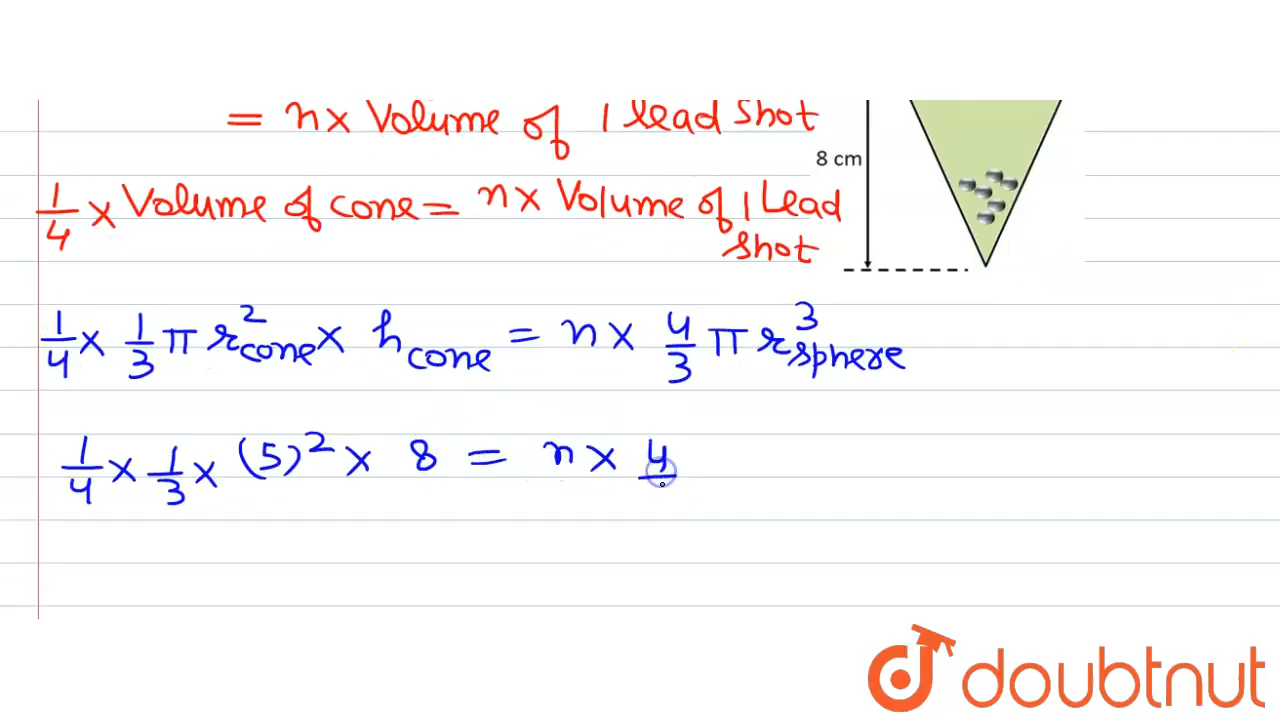 = n × Volume of 1 lead shot
8 cm
1/4 × Volume of cone = n × Volume of 1 Lead
shot
1/4 × 1/3 π r²cone × hcone = n × 4/3 π r³sphere
1/4 × 1/3 × (5)² × 8 = n × 4/
doubtnut